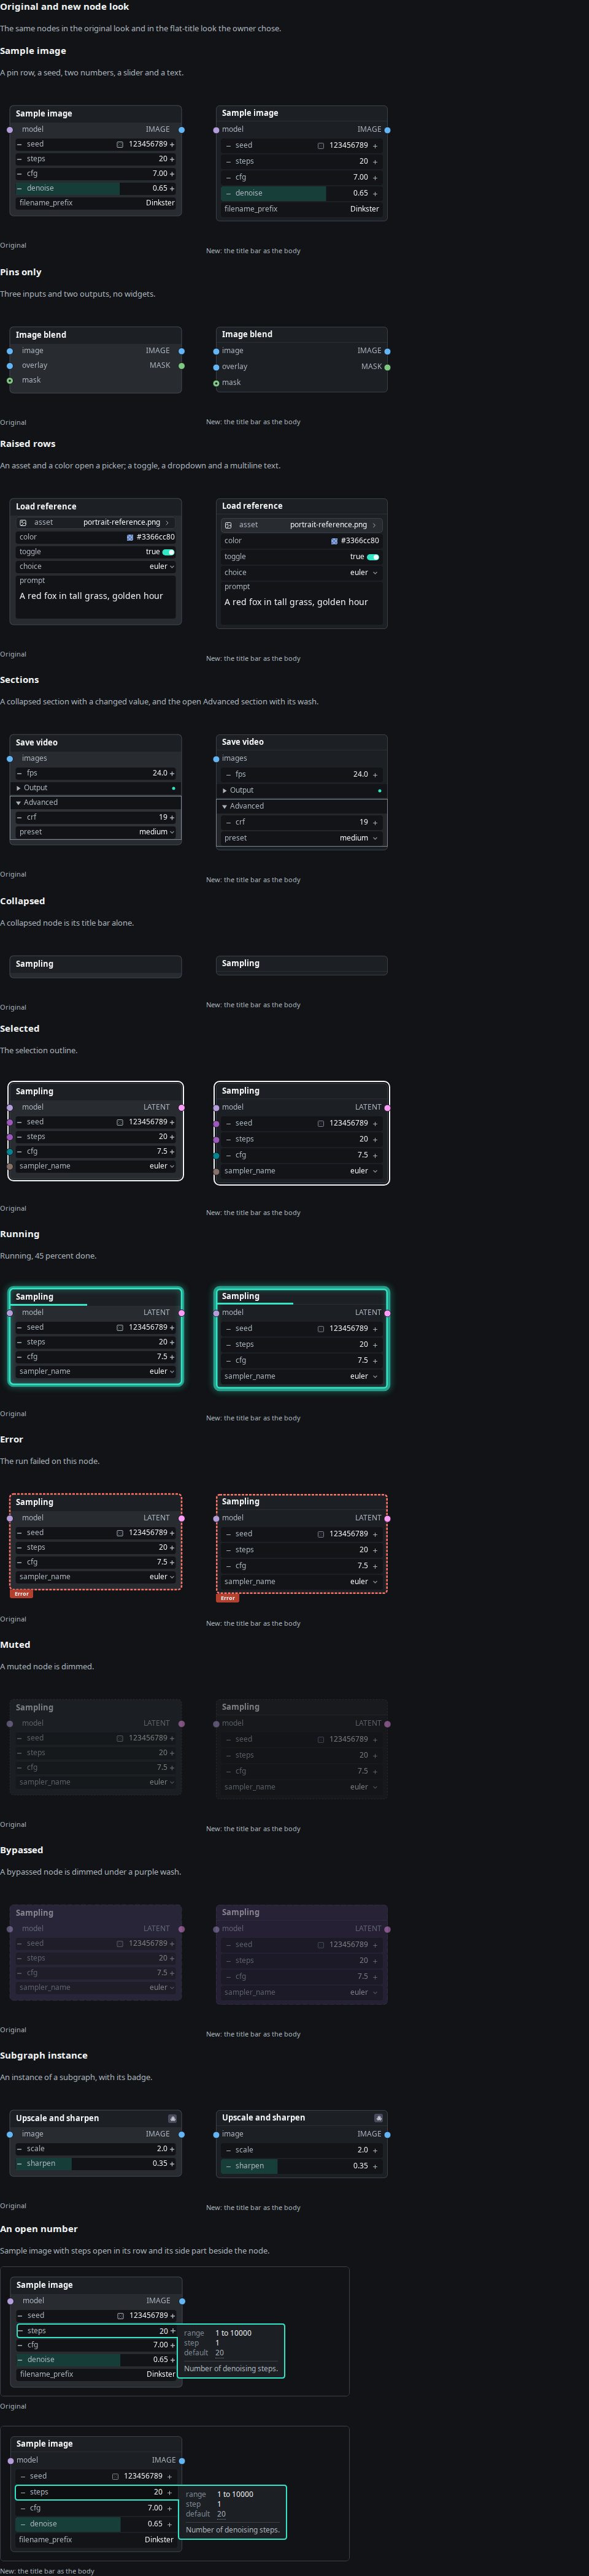 Original and new node look
The same nodes in the original look and in the flat-title look the owner chose.
Sample image
A pin row, a seed, two numbers, a slider and a text.
Sample image
model IMAGE
− seed 123456789 +
− steps 20 +
− cfg 7.00 +
− denoise 0.65 +
filename_prefix Dinkster
Original
Sample image
model IMAGE
− seed 123456789 +
− steps 20 +
− cfg 7.00 +
− denoise 0.65 +
filename_prefix Dinkster
New: the title bar as the body
Pins only
Three inputs and two outputs, no widgets.
Image blend
image IMAGE
overlay MASK
mask
Original
Image blend
image IMAGE
overlay MASK
mask
New: the title bar as the body
Raised rows
An asset and a color open a picker; a toggle, a dropdown and a multiline text.
Load reference
asset portrait-reference.png
color #3366cc80
toggle true
choice euler
prompt
A red fox in tall grass, golden hour
Original
Load reference
asset portrait-reference.png
color #3366cc80
toggle true
choice euler
prompt
A red fox in tall grass, golden hour
New: the title bar as the body
Sections
A collapsed section with a changed value, and the open Advanced section with its wash.
Save video
images
− fps 24.0 +
Output
Advanced
− crf 19 +
preset medium
Original
Save video
images
− fps 24.0 +
Output
Advanced
− crf 19 +
preset medium
New: the title bar as the body
Collapsed
A collapsed node is its title bar alone.
Sampling
Original
Sampling
New: the title bar as the body
Selected
The selection outline.
Sampling
model LATENT
− seed 123456789 +
− steps 20 +
− cfg 7.5 +
sampler_name euler
Original
Sampling
model LATENT
− seed 123456789 +
− steps 20 +
− cfg 7.5 +
sampler_name euler
New: the title bar as the body
Running
Running, 45 percent done.
Sampling
model LATENT
− seed 123456789 +
− steps 20 +
− cfg 7.5 +
sampler_name euler
Original
Sampling
model LATENT
− seed 123456789 +
− steps 20 +
− cfg 7.5 +
sampler_name euler
New: the title bar as the body
Error
The run failed on this node.
Sampling
model LATENT
− seed 123456789 +
− steps 20 +
− cfg 7.5 +
sampler_name euler
Error
Original
Sampling
model LATENT
− seed 123456789 +
− steps 20 +
− cfg 7.5 +
sampler_name euler
Error
New: the title bar as the body
Muted
A muted node is dimmed.
Sampling
model LATENT
− seed 123456789 +
− steps 20 +
− cfg 7.5 +
sampler_name euler
Original
Sampling
model LATENT
− seed 123456789 +
− steps 20 +
− cfg 7.5 +
sampler_name euler
New: the title bar as the body
Bypassed
A bypassed node is dimmed under a purple wash.
Sampling
model LATENT
− seed 123456789 +
− steps 20 +
− cfg 7.5 +
sampler_name euler
Original
Sampling
model LATENT
− seed 123456789 +
− steps 20 +
− cfg 7.5 +
sampler_name euler
New: the title bar as the body
Subgraph instance
An instance of a subgraph, with its badge.
Upscale and sharpen
image IMAGE
− scale 2.0 +
− sharpen 0.35 +
Original
Upscale and sharpen
image IMAGE
− scale 2.0 +
− sharpen 0.35 +
New: the title bar as the body
An open number
Sample image with steps open in its row and its side part beside the node.
Sample image
model IMAGE
− seed 123456789 +
− steps 20 +
− cfg 7.00 +
− denoise 0.65 +
filename_prefix Dinkster
range 1 to 10000
step 1
default 20
Number of denoising steps.
Original
Sample image
model IMAGE
− seed 123456789 +
− steps 20 +
− cfg 7.00 +
− denoise 0.65 +
filename_prefix Dinkster
range 1 to 10000
step 1
default 20
Number of denoising steps.
New: the title bar as the body